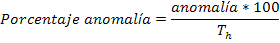 Porcentaje anomalía = anomalía * 100 / T_h